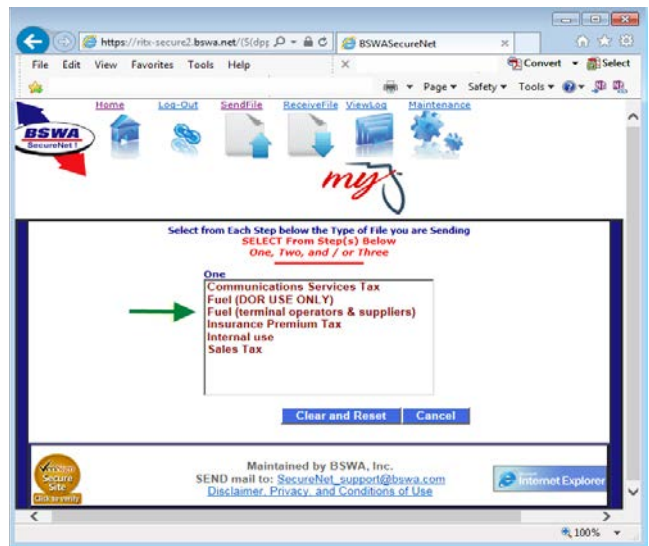 https://ritx-secure2.bswa.net/(S(dps
BSWASecureNet
File Edit View Favorites Tools Help
Convert Select
Page Safety Tools
Home Log-Out SendFile ReceiveFile ViewLog Maintenance
BSWA
SecureNet !
my
Select from Each Step below the Type of File you are Sending
SELECT From Step(s) Below
One, Two, and / or Three
One
Communications Services Tax
Fuel (DOR USE ONLY)
Fuel (terminal operators & suppliers)
Insurance Premium Tax
Internal use
Sales Tax
Clear and Reset Cancel
Maintained by BSWA, Inc.
SEND mail to: SecureNet_support@bswa.com
Disclaimer, Privacy, and Conditions of Use
Secure
Site
Click to verify
Internet Explorer
100%